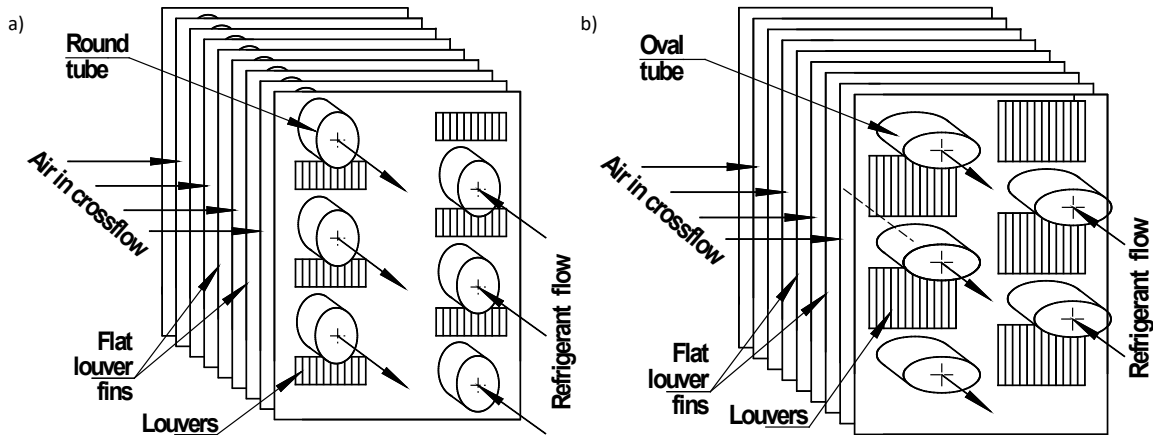 a)
Round
tube
Air in crossflow
Flat
louver
fins
Louvers
Refrigerant flow
b)
Oval
tube
Air in crossflow
Flat
louver
fins
Louvers
Refrigerant flow